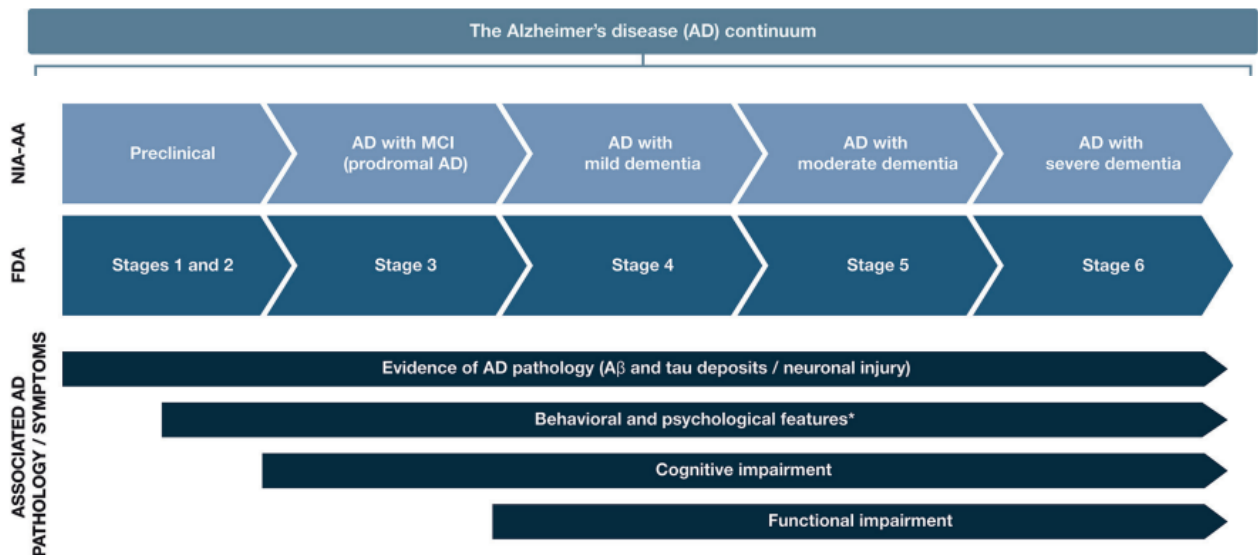 The Alzheimer's disease (AD) continuum
NIA-AA
Preclinical
AD with MCI
(prodromal AD)
AD with
mild dementia
AD with
moderate dementia
AD with
severe dementia
FDA
Stages 1 and 2
Stage 3
Stage 4
Stage 5
Stage 6
ASSOCIATED AD
PATHOLOGY / SYMPTOMS
Evidence of AD pathology (Aβ and tau deposits / neuronal injury)
Behavioral and psychological features*
Cognitive impairment
Functional impairment